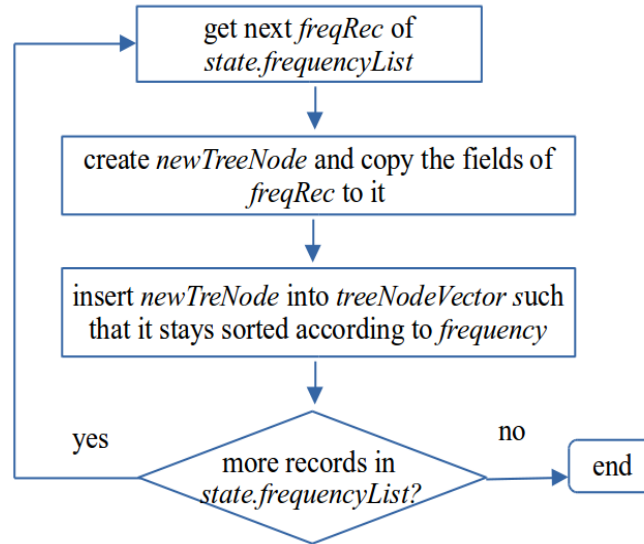 get next freqRec of
state.frequencyList
create newTreeNode and copy the fields of
freqRec to it
insert newTreNode into treeNodeVector such
that it stays sorted according to frequency
yes
no
more records in
state.frequencyList?
end